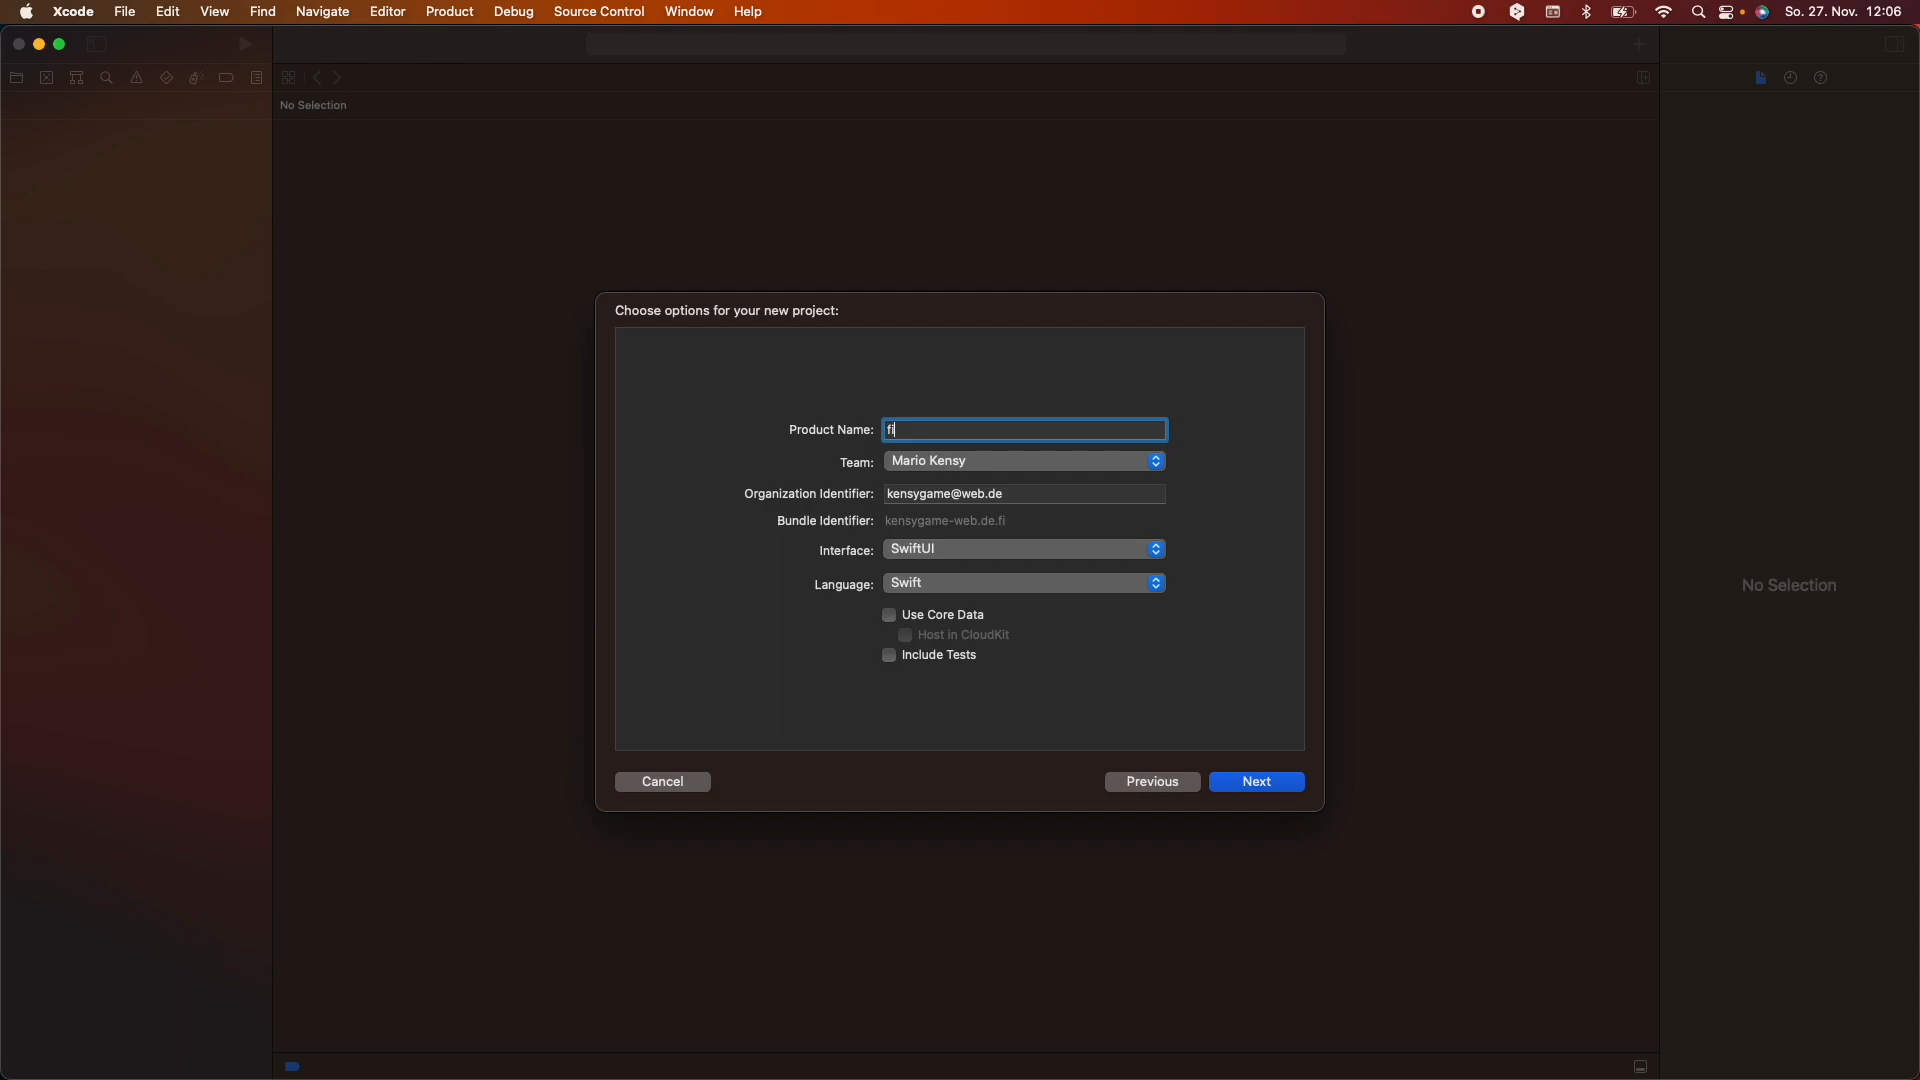 Xcode File Edit View Find Navigate Editor Product Debug Source Control Window Help So. 27. Nov. 12:06
No Selection
Choose options for your new project:
Product Name: fi
Team: Mario Kensy
Organization Identifier: kensygame@web.de
Bundle Identifier: kensygame-web.de.fi
Interface: SwiftUI
No Selection
Language: Swift
Use Core Data
Host in CloudKit
Include Tests
Cancel Previous Next